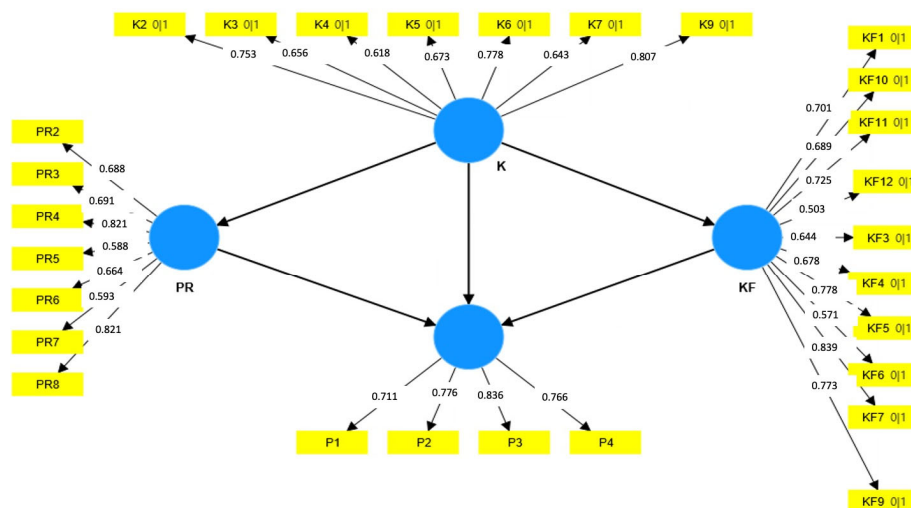 K2 0|1
K3 0|1
K4 0|1
K5 0|1
K6 0|1
K7 0|1
K9 0|1
0.753
0.656
0.618
0.673
0.778
0.643
0.807
K
PR2
PR3
PR4
PR5
PR6
PR7
PR8
0.688
0.691
0.821
0.588
0.664
0.593
0.821
PR
KF1 0|1
KF10 0|1
KF11 0|1
KF12 0|1
KF3 0|1
KF4 0|1
KF5 0|1
KF6 0|1
KF7 0|1
KF9 0|1
0.701
0.689
0.725
0.503
0.644
0.678
0.778
0.571
0.839
0.773
KF
0.711
0.776
0.836
0.766
P1
P2
P3
P4